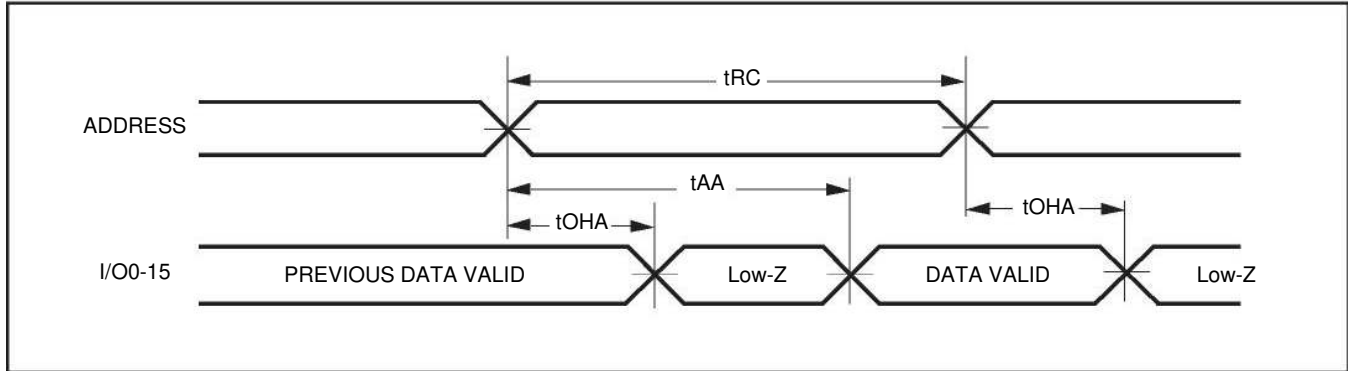 tRC
ADDRESS
tAA
tOHA
tOHA
I/O0-15
PREVIOUS DATA VALID
Low-Z
DATA VALID
Low-Z